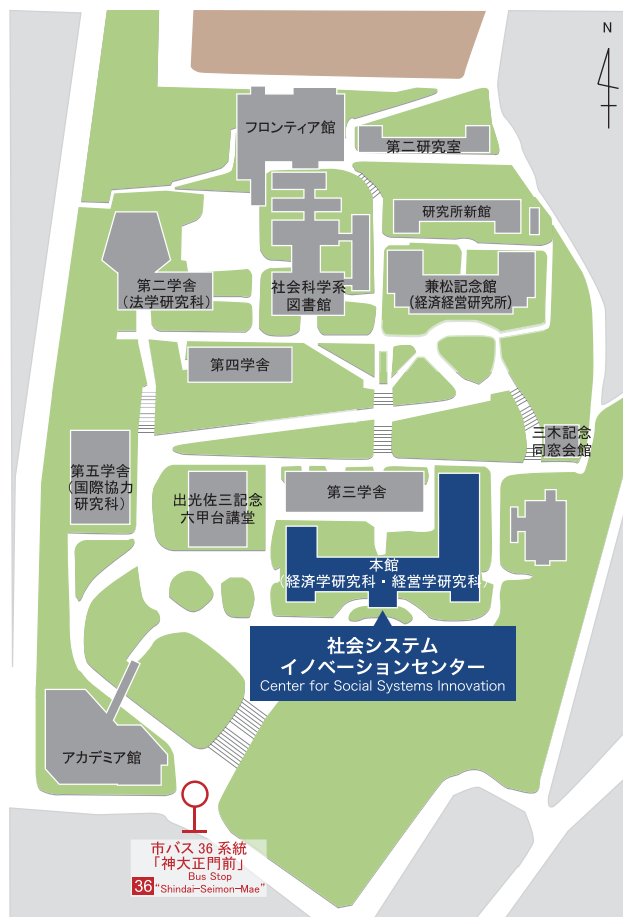 N
フロンティア館
第二研究室
研究所新館
第二学舎
(法学研究科)
社会科学系
図書館
兼松記念館
(経済経営研究所)
第四学舎
三木記念
同窓会館
第五学舎
(国際協力
研究科)
出光佐三記念
六甲台講堂
第三学舎
本館
(経済学研究科・経営学研究科)
社会システム
イノベーションセンター
Center for Social Systems Innovation
アカデミア館
市バス 36 系統
「神大正門前」
Bus Stop
36 “Shindai-Seimon-Mae”